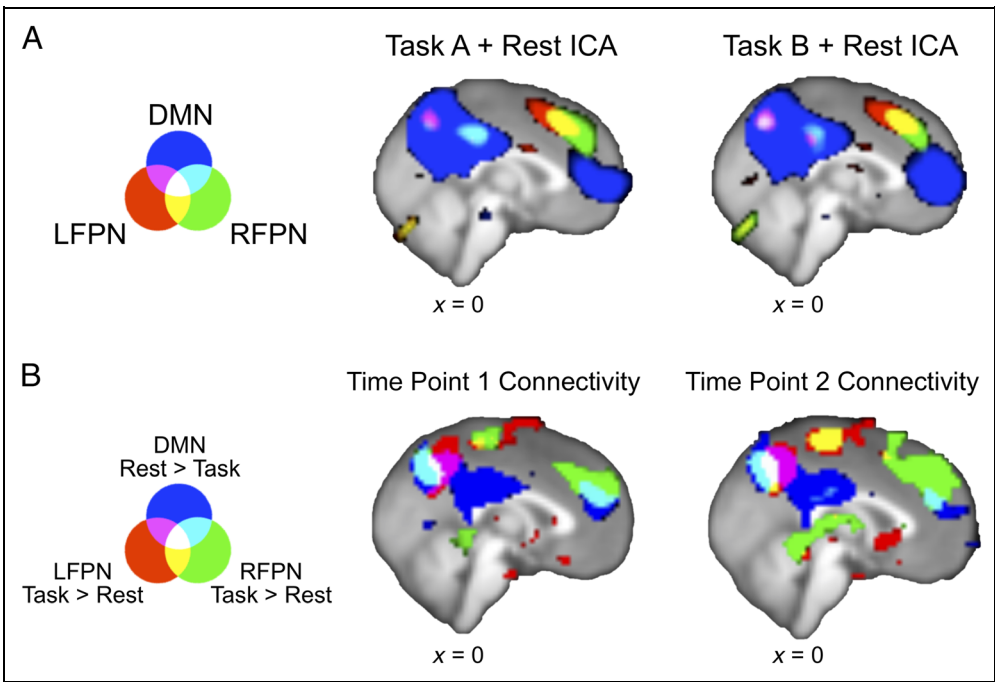 A
Task A + Rest ICA
Task B + Rest ICA
DMN
LFPN
RFPN
x = 0
x = 0
B
Time Point 1 Connectivity
Time Point 2 Connectivity
DMN
Rest > Task
LFPN
Task > Rest
RFPN
Task > Rest
x = 0
x = 0